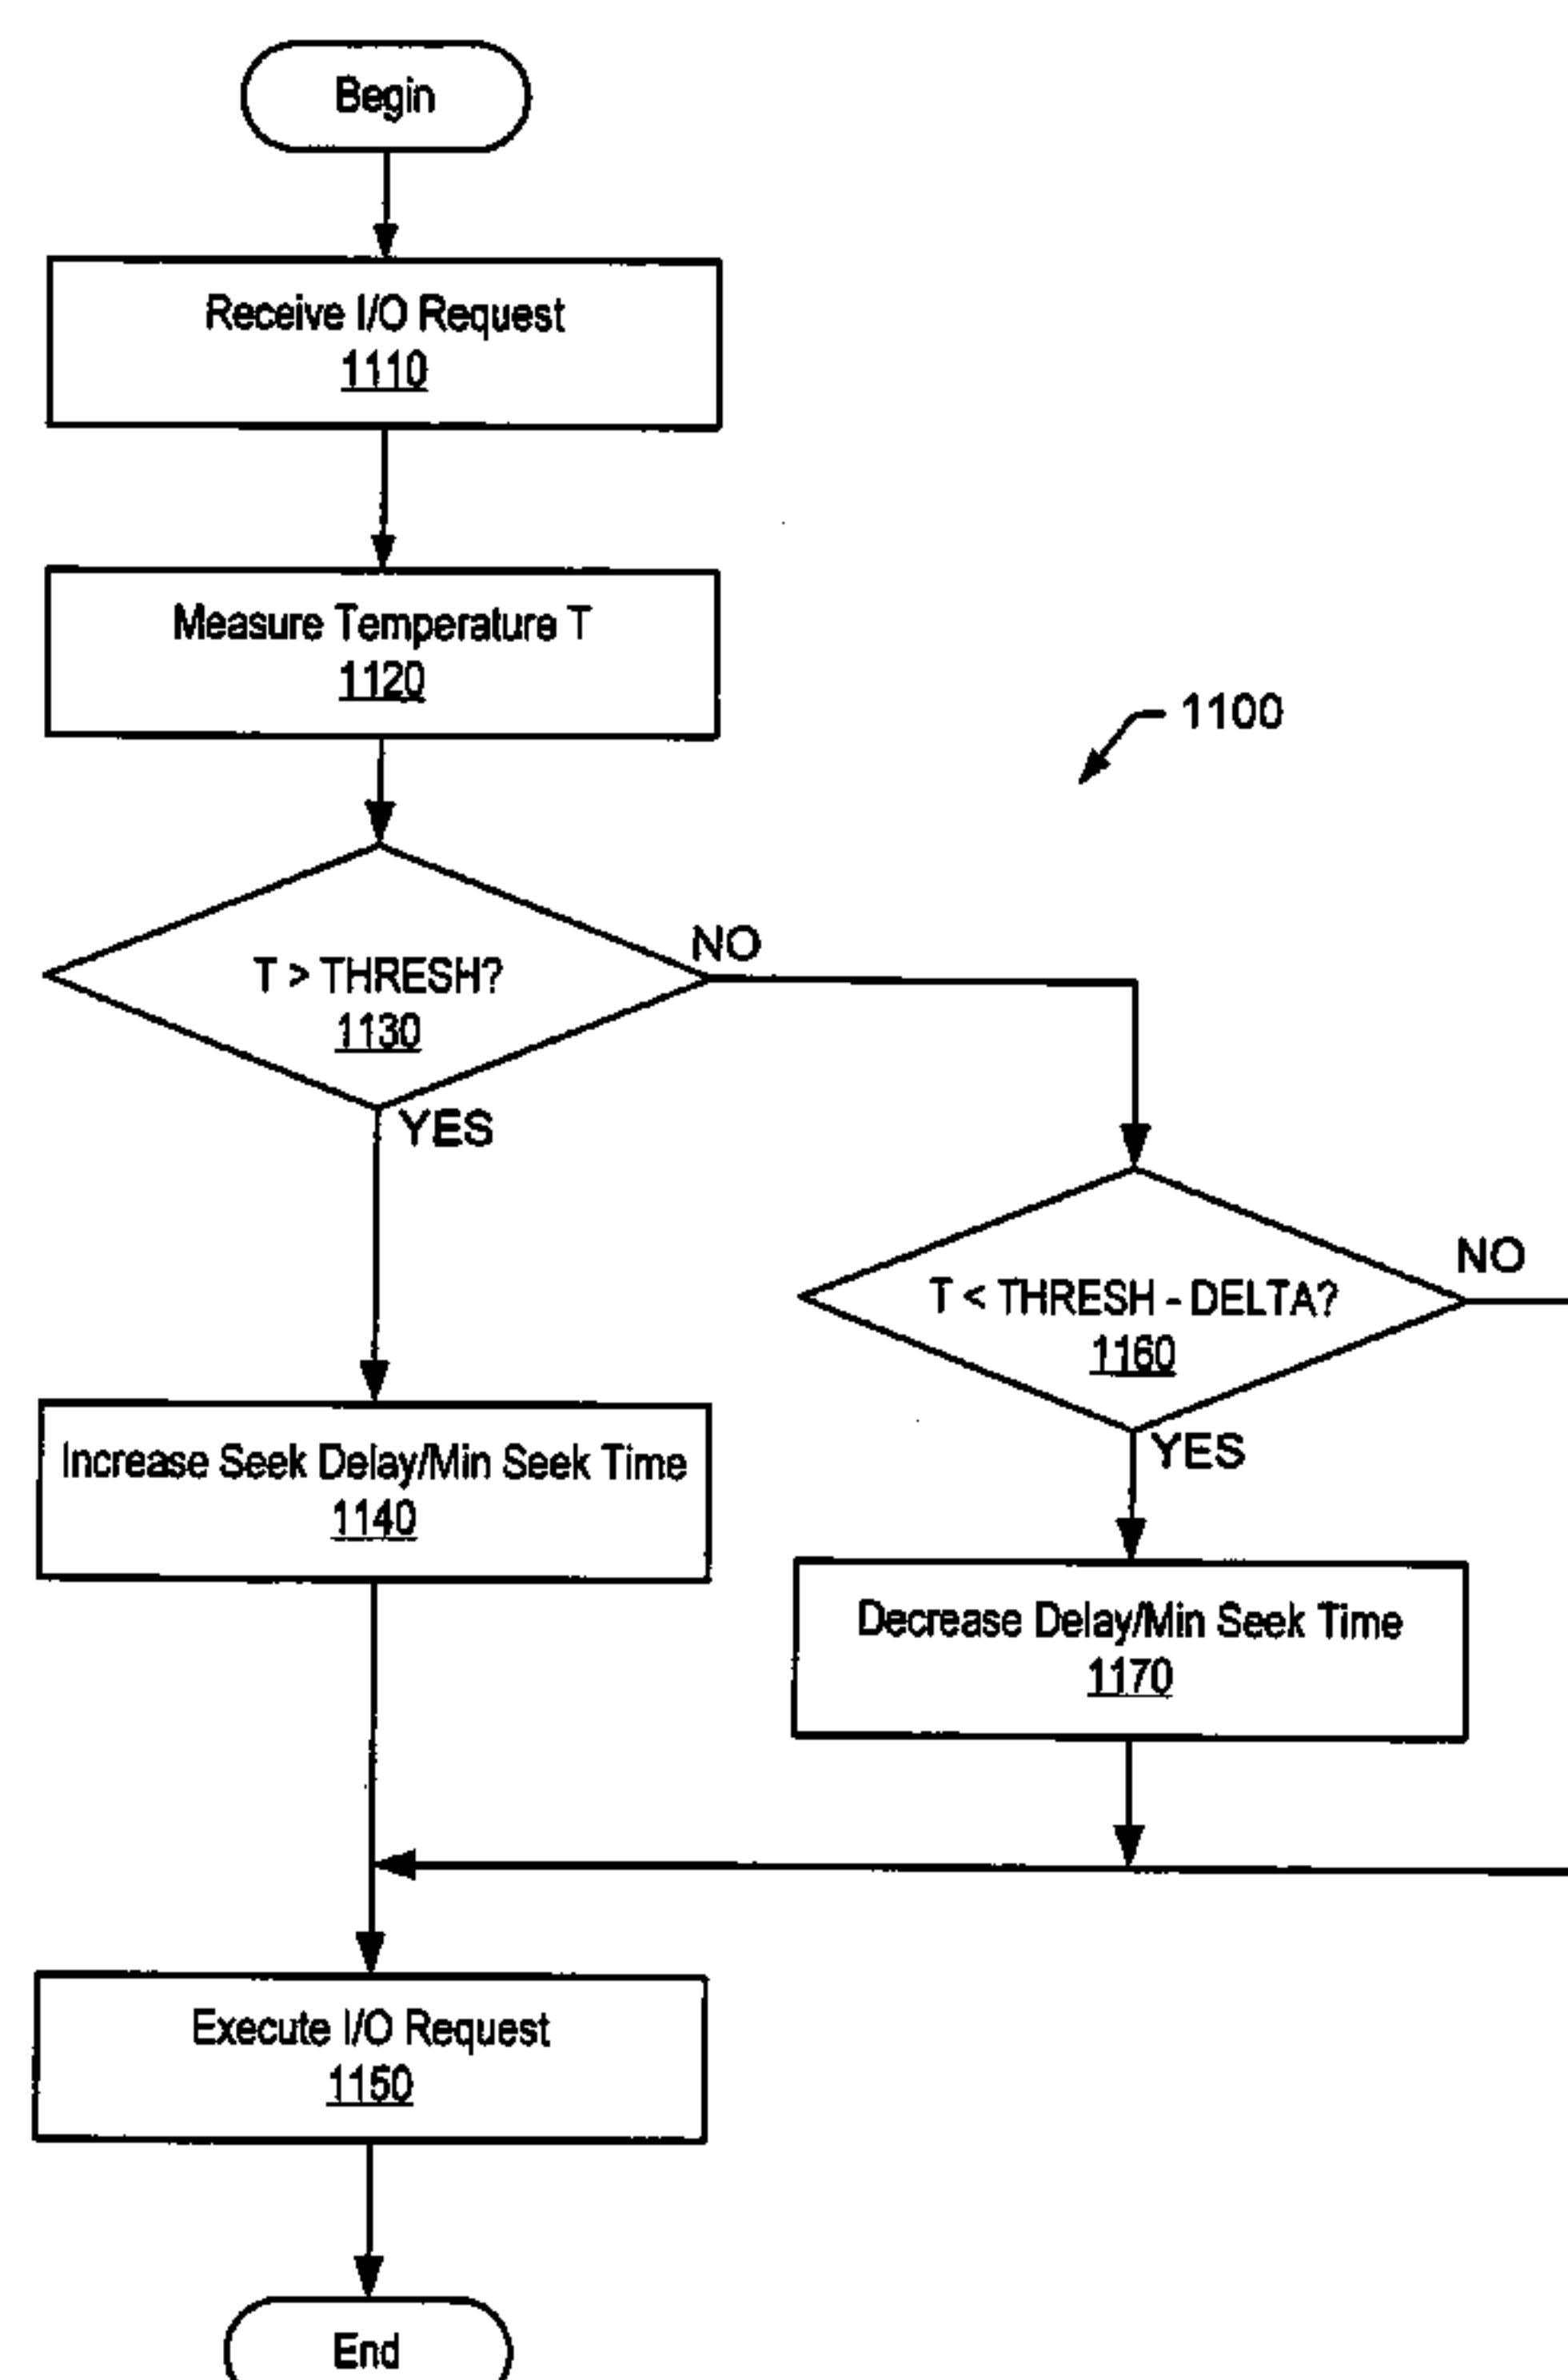 Begin
Receive I/O Request
1110
Measure Temperature T
1120
1100
T > THRESH?
1130
NO
YES
T < THRESH - DELTA?
1160
NO
YES
Increase Seek Delay/Min Seek Time
1140
Decrease Delay/Min Seek Time
1170
Execute I/O Request
1150
End